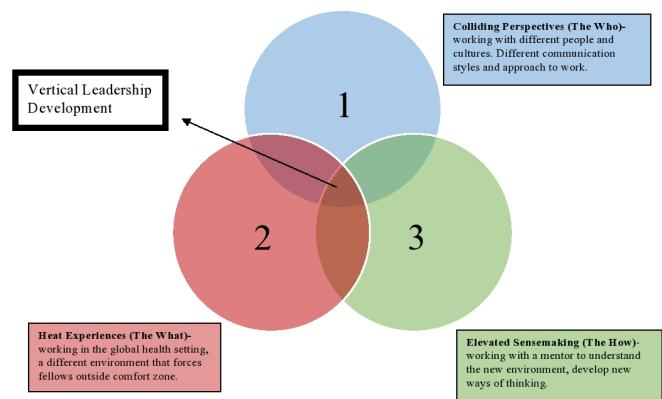 Colliding Perspectives (The Who)-
working with different people and
cultures. Different communication
styles and approach to work.
Vertical Leadership
Development
1
2
3
Heat Experiences (The What)-
working in the global health setting,
a different environment that forces
fellows outside comfort zone.
Elevated Sensemaking (The How)-
working with a mentor to understand
the new environment, develop new
ways of thinking.